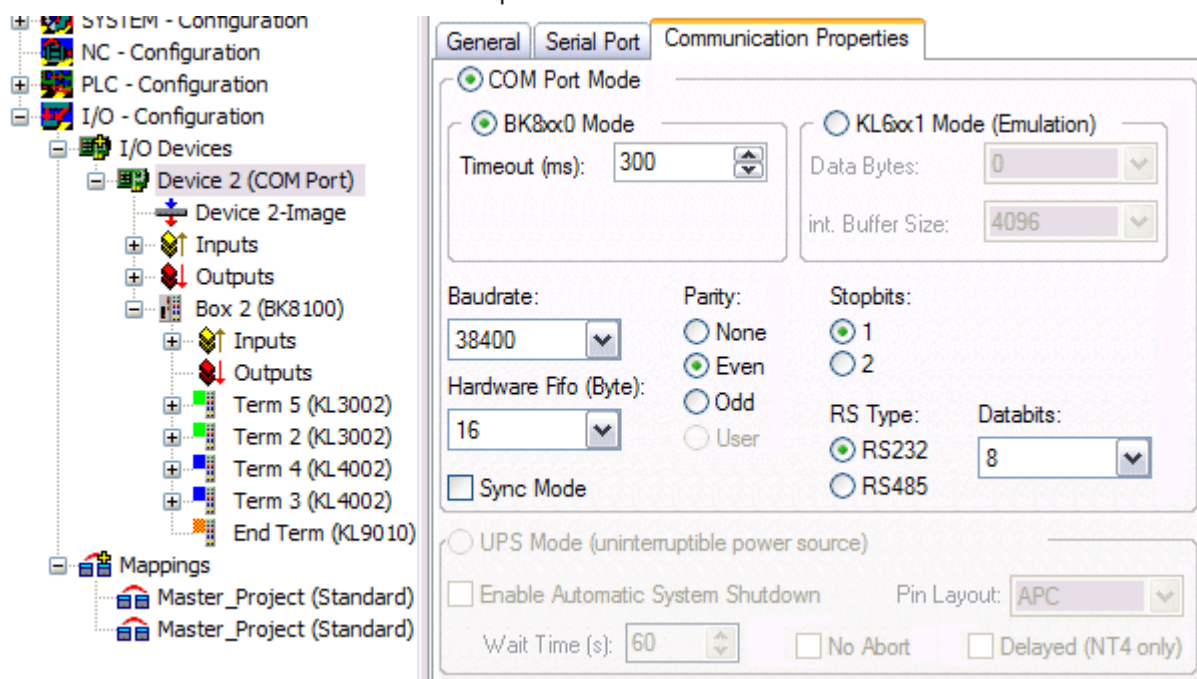 SYSTEM - Configuration
NC - Configuration
PLC - Configuration
I/O - Configuration
I/O Devices
Device 2 (COM Port)
Device 2-Image
Inputs
Outputs
Box 2 (BK8100)
Inputs
Outputs
Term 5 (KL3002)
Term 2 (KL3002)
Term 4 (KL4002)
Term 3 (KL4002)
End Term (KL9010)
Mappings
Master_Project (Standard)
Master_Project (Standard)
General Serial Port Communication Properties
COM Port Mode
BK8xx0 Mode
Timeout (ms): 300
KL6xx1 Mode (Emulation)
Data Bytes: 0
int. Buffer Size: 4096
Baudrate:
38400
Hardware Fifo (Byte):
16
Sync Mode
Parity:
None
Even
Odd
User
Stopbits:
1
2
RS Type:
RS232
RS485
Databits:
8
UPS Mode (uninterruptible power source)
Enable Automatic System Shutdown Pin Layout: APC
Wait Time (s): 60 No Abort Delayed (NT4 only)